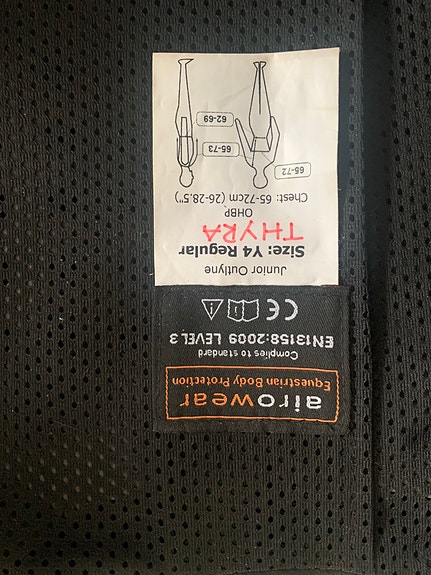 airowear
Equestrian Body Protection
Complies to standard
EN13158:2009 LEVEL 3
CE
Junior Outlyne
Size: Y4 Regular
THYRA
OHBP
Chest: 65-72cm (26-28.5")
65-72
65-73
62-69